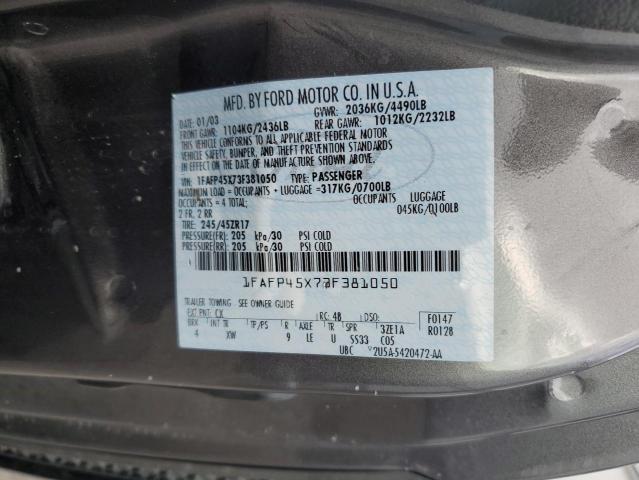 MFD. BY FORD MOTOR CO. IN U.S.A.
DATE: 01/03 GVWR: 2036KG/4490LB
FRONT GAWR: 1104KG/2436LB REAR GAWR: 1012KG/2232LB
THIS VEHICLE CONFORMS TO ALL APPLICABLE FEDERAL MOTOR
VEHICLE SAFETY, BUMPER, AND THEFT PREVENTION STANDARDS
IN EFFECT ON THE DATE OF MANUFACTURE SHOWN ABOVE.
VIN: 1FAFP45X73F381050 TYPE: PASSENGER
MAXIMUM LOAD = OCCUPANTS + LUGGAGE = 317KG/0700LB
OCCUPANTS = 4 TOTAL; OCCUPANTS LUGGAGE
2 FR, 2 RR 045KG/0100LB
TIRE: 245/45ZR17
PRESSURE(FR): 205 kPa/30 PSI COLD
PRESSURE(RR): 205 kPa/30 PSI COLD
1FAFP45X73F381050
TRAILER TOWING - SEE OWNER GUIDE
EXT PNT: CX RC: 48 DSO: F0147
BRK INT TR TP/PS R AXLE TR SPR 3ZE1A R0128
4 XW 9 LE U SS33 C05
UBC V2U5A-5420472-AA